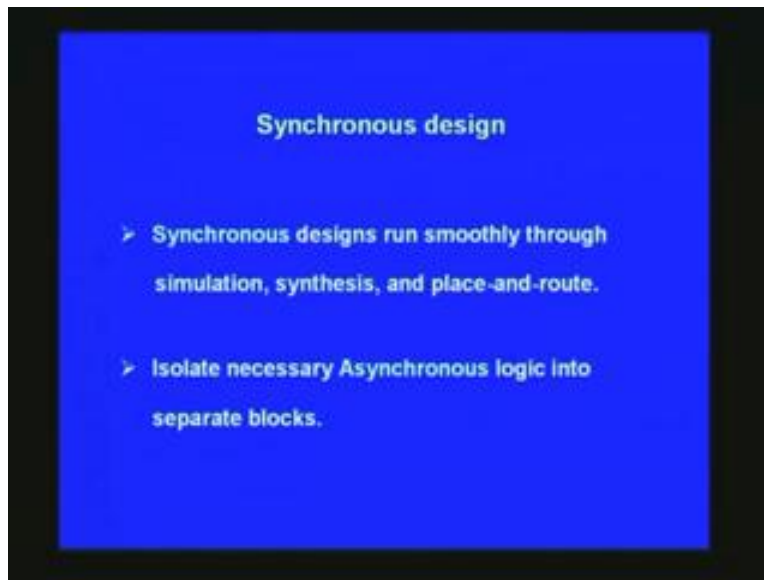 Synchronous design
➢ Synchronous designs run smoothly through
simulation, synthesis, and place-and-route.
➢ Isolate necessary Asynchronous logic into
separate blocks.